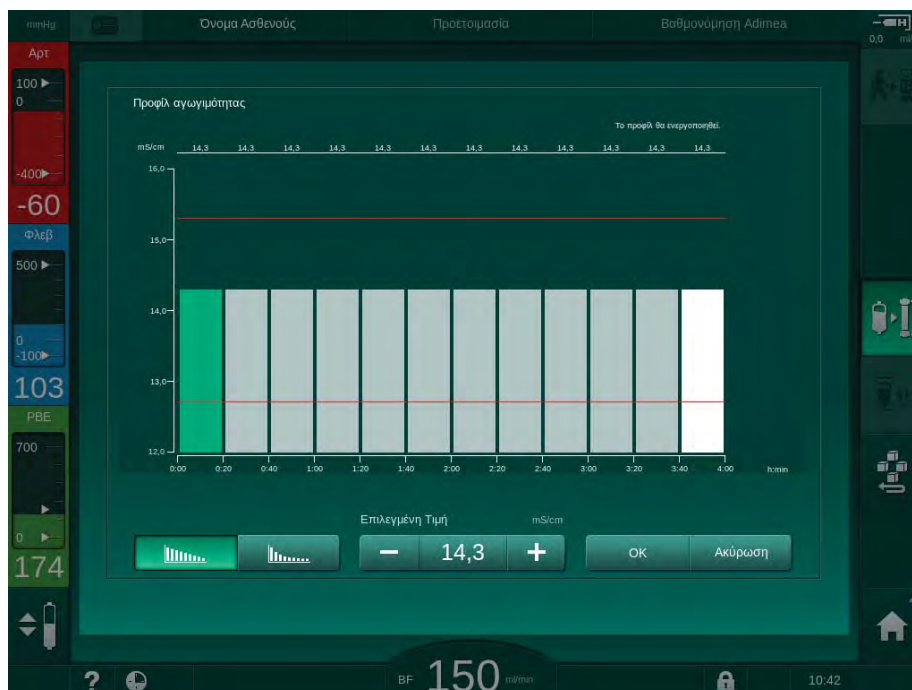 mmHg Όνομα Ασθενούς Προετοιμασία Βαθμονόμηση Adimea
H
0,0 ml
Αρτ
100
0
-400
-60
Φλεβ
500
0
-100
103
PBE
700
0
174
Προφίλ αγωγιμότητας
Το προφίλ θα ενεργοποιηθεί.
mS/cm 14,3 14,3 14,3 14,3 14,3 14,3 14,3 14,3 14,3 14,3 14,3 14,3
16,0
15,0
14,0
13,0
12,0
0:00 0:20 0:40 1:00 1:20 1:40 2:00 2:20 2:40 3:00 3:20 3:40 4:00 h:min
Επιλεγμένη Τιμή mS/cm
14,3
OK Ακύρωση
? BF 150 ml/min 10:42